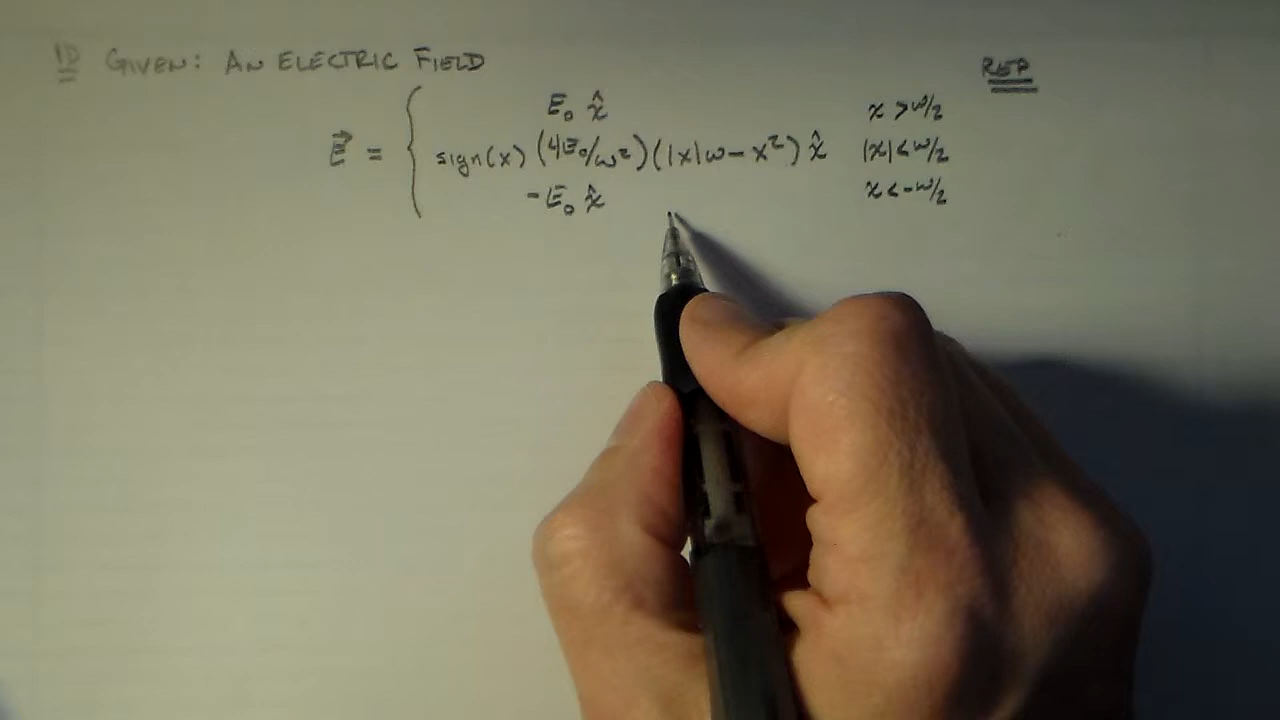 1D GIVEN: AN ELECTRIC FIELD REP
E₀ x̂ x > w/2
E⃗ = { sign(x) (4E₀/w²)(|x|w - x²) x̂ |x| < w/2
-E₀ x̂ x < -w/2